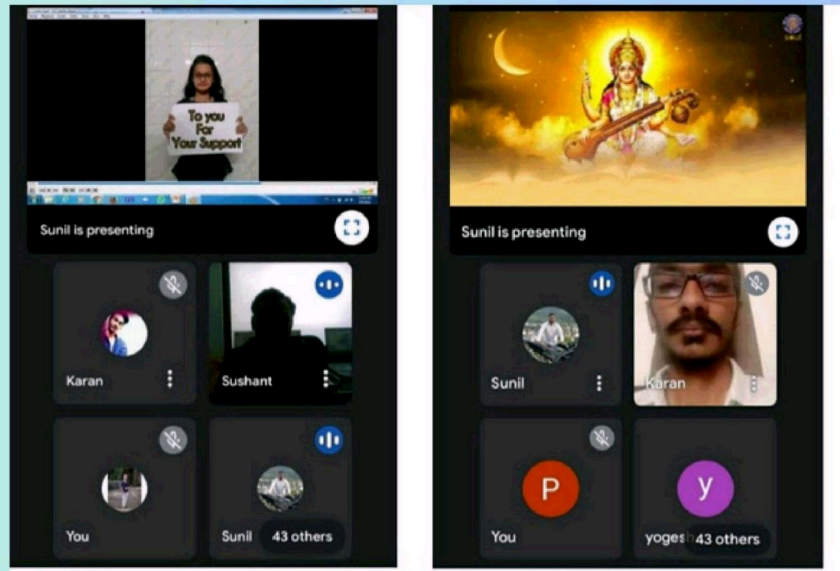 To you
For
Your Support
Sunil is presenting
Karan
Sushant
You
Sunil
43 others
Sunil is presenting
Sunil
Karan
P
You
y
yogesh
43 others